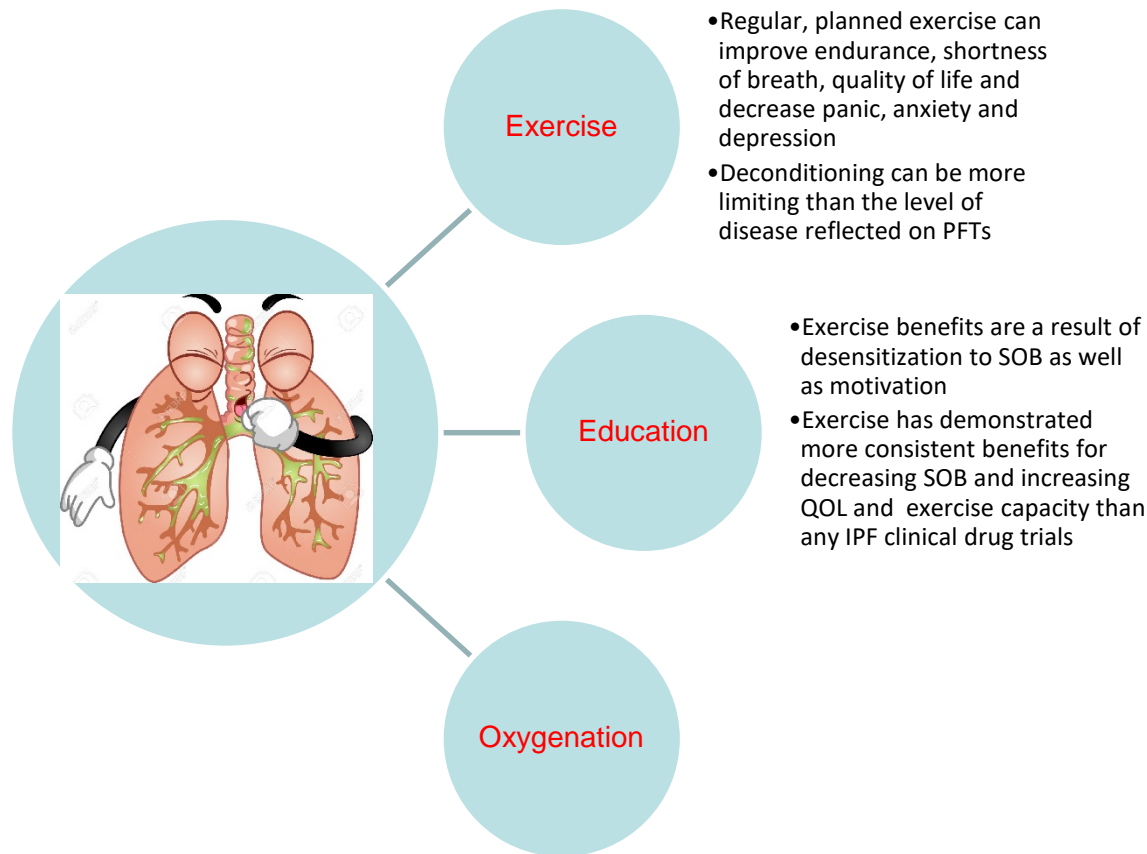 •Regular, planned exercise can
improve endurance, shortness
of breath, quality of life and
decrease panic, anxiety and
depression
Exercise
•Deconditioning can be more
limiting than the level of
disease reflected on PFTs
•Exercise benefits are a result of
desensitization to SOB as well
as motivation
Education
•Exercise has demonstrated
more consistent benefits for
decreasing SOB and increasing
QOL and  exercise capacity than
any IPF clinical drug trials
Oxygenation